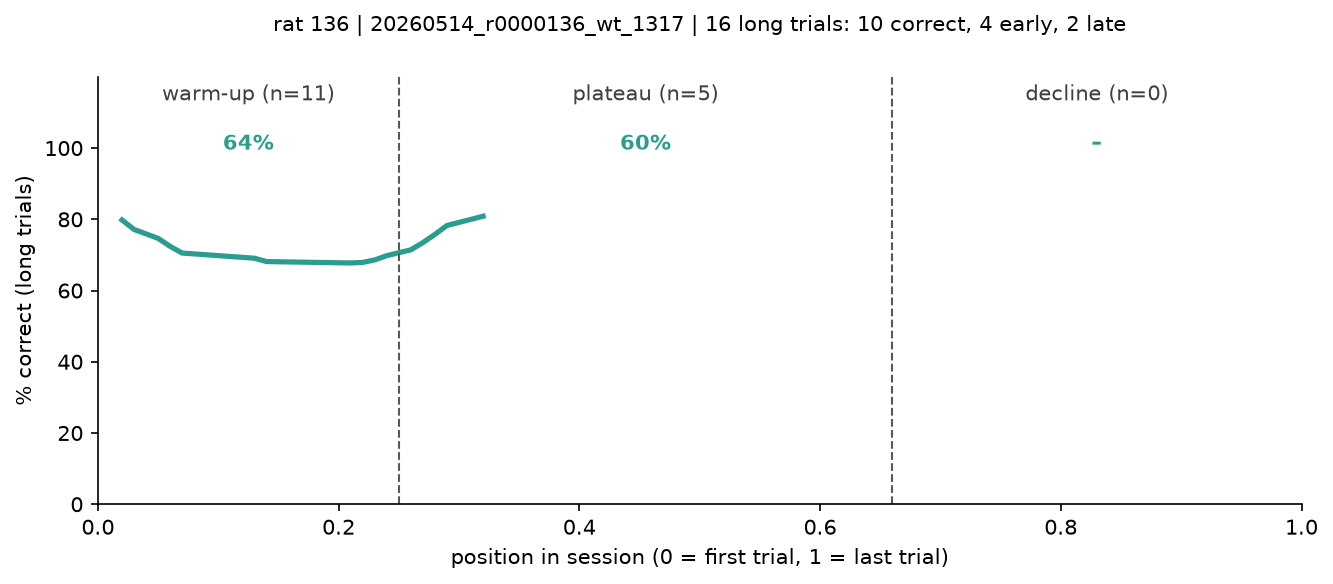 rat 136 | 20260514_r0000136_wt_1317 | 16 long trials: 10 correct, 4 early, 2 late
warm-up (n=11)
plateau (n=5)
decline (n=0)
64%
60%
-
% correct (long trials)
100
80
60
40
20
0
0.0
0.2
0.4
0.6
0.8
1.0
position in session (0 = first trial, 1 = last trial)